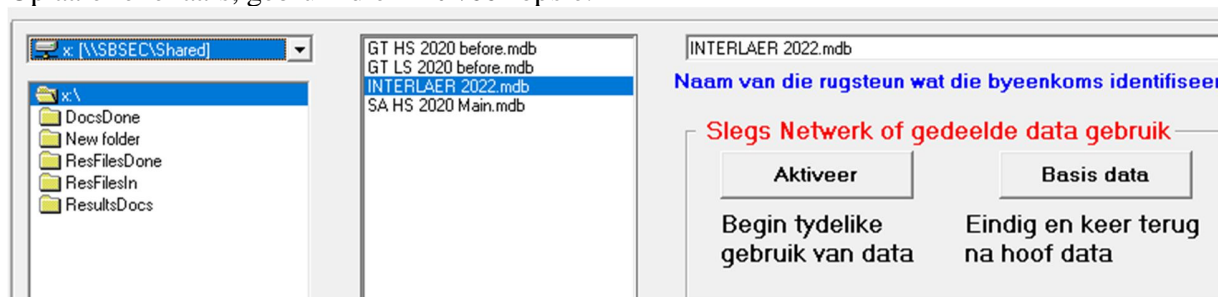 x: [\\SBSEC\Shared]
x:\
DocsDone
New folder
ResFilesDone
ResFilesIn
ResultsDocs
GT HS 2020 before.mdb
GT LS 2020 before.mdb
INTERLAER 2022.mdb
SA HS 2020 Main.mdb
INTERLAER 2022.mdb
Naam van die rugsteun wat die byeenkoms identifiseer
Slegs Netwerk of gedeelde data gebruik
Aktiveer
Begin tydelike
gebruik van data
Basis data
Eindig en keer terug
na hoof data